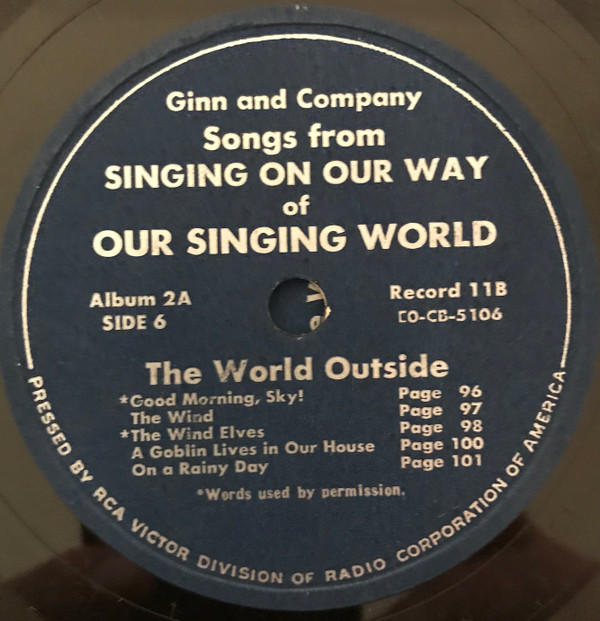 Ginn and Company
Songs from
SINGING ON OUR WAY
of
OUR SINGING WORLD
Album 2A
SIDE 6
Record 11B
EO-CB-5106
The World Outside
*Good Morning, Sky! Page 96
The Wind Page 97
*The Wind Elves Page 98
A Goblin Lives in Our House Page 100
On a Rainy Day Page 101
*Words used by permission.
PRESSED BY RCA VICTOR DIVISION OF RADIO CORPORATION OF AMERICA